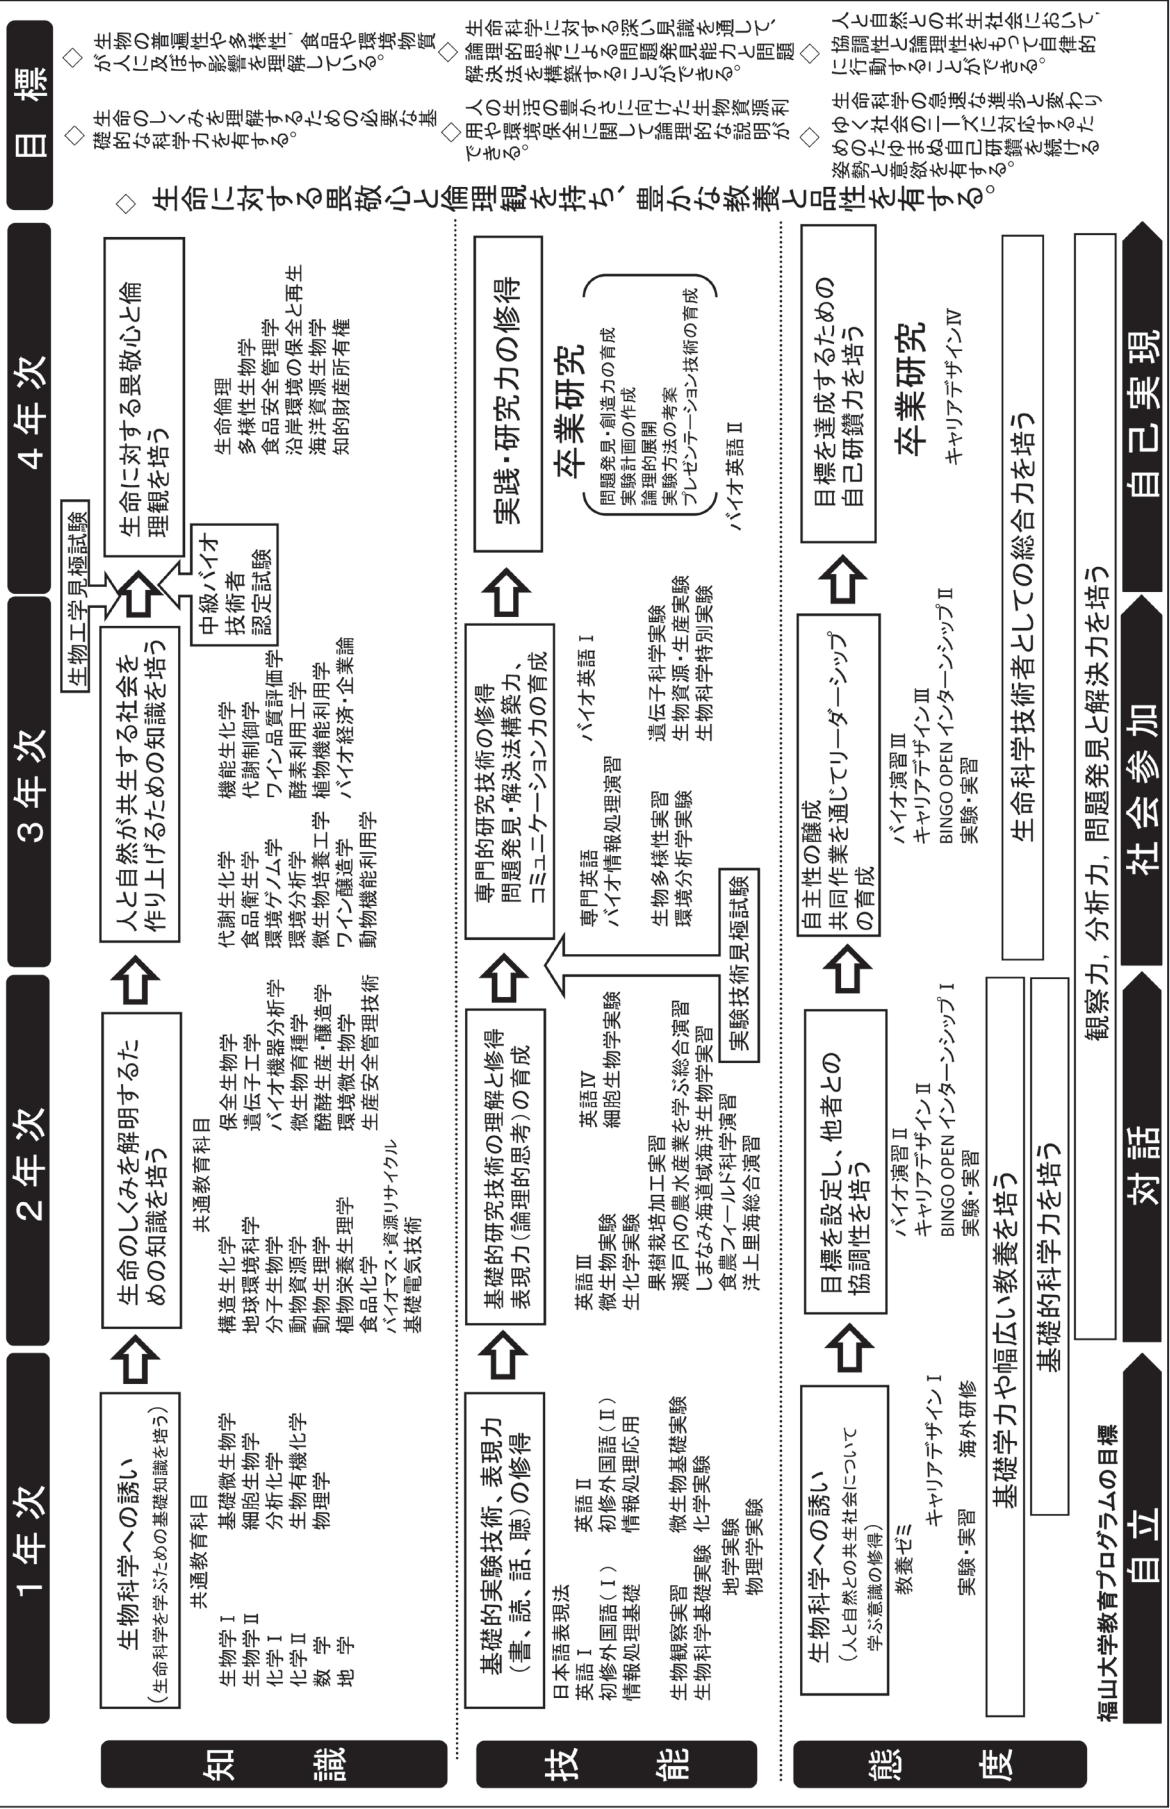 1年次
2年次
3年次
4年次
目標
知識
生物科学への誘い
(生命科学を学ぶための基礎知識を培う)
共通教育科目
生物学Ⅰ
生物学Ⅱ
化学Ⅰ
化学Ⅱ
数 学
地 学
基礎微生物学
細胞生物学
分析化学
生物有機化学
物理学
生命のしくみを解明するた
めの知識を培う
共通教育科目
構造生化学
地球環境科学
分子生物学
動物資源学
動物生理学
植物栄養生理学
食品化学
バイオマス・資源リサイクル
基礎電気技術
保全生物学
遺伝子工学
バイオ機器分析学
微生物育種学
醗酵生産・醸造学
環境微生物学
生産安全管理技術
人と自然が共生する社会を
作り上げるための知識を培う
代謝生化学
食品衛生学
環境ゲノム学
環境分析学
微生物培養工学
ワイン醸造学
動物機能利用学
機能生化学
代謝制御学
ワイン品質評価学
酵素利用工学
植物機能利用学
バイオ経済・企業論
生物工学見極試験
中級バイオ
技術者
認定試験
生命に対する畏敬心と倫
理観を培う
生命倫理
多様性生物学
食品安全管理学
沿岸環境の保全と再生
海洋資源生物学
知的財産所有権
◇ 生物の普遍性や多様性,食品や環境物質
が人に及ぼす影響を理解している。
◇ 生命のしくみを理解するための必要な基
礎的な科学力を有する。
◇ 生命に対する畏敬心と倫理観を持ち、豊かな教養と品性を有する。
技能
基礎的実験技術、表現力
(書、読、話、聴)の修得
日本語表現法
英語Ⅰ
初修外国語(Ⅰ)
情報処理基礎
英語Ⅱ
初修外国語(Ⅱ)
情報処理応用
生物観察実習
生物科学基礎実験
微生物基礎実験
化学実験
地学実験
物理学実験
基礎的研究技術の理解と修得
表現力(論理的思考)の育成
英語Ⅲ
微生物実験
生化学実験
英語Ⅳ
細胞生物学実験
果樹栽培加工実習
瀬戸内の農水産業を学ぶ総合演習
しまなみ海道域海洋生物学実習
食農フィールド科学演習
洋上里海総合演習
実験技術見極試験
専門的研究技術の修得
問題発見・解決法構築力、
コミュニケーション力の育成
専門英語
バイオ情報処理演習
バイオ英語Ⅰ
生物多様性実習
環境分析学実験
遺伝子科学実験
生物資源・生産実験
生物科学特別実験
実践・研究力の修得
卒業研究
問題発見・創造力の育成
実験計画の作成
論理的展開
実験方法の考案
プレゼンテーション技術の育成
バイオ英語Ⅱ
◇ 生命科学に対する深い見識を通して、
論理的思考による問題発見能力と問題
解決法を構築することができる。
◇ 人の生活の豊かさに向けた生物資源利
用や環境保全に関して論理的な説明が
できる。
態度
生物科学への誘い
(人と自然との共生社会について
学ぶ意識の修得)
教養ゼミ
キャリアデザインⅠ
実験・実習
海外研修
目標を設定し、他者との
協調性を培う
バイオ演習Ⅱ
キャリアデザインⅡ
BINGO OPEN インターンシップⅠ
実験・実習
自主性の醸成
共同作業を通じてリーダーシップ
の育成
バイオ演習Ⅲ
キャリアデザインⅢ
BINGO OPEN インターンシップⅡ
実験・実習
目標を達成するための
自己研鑽力を培う
卒業研究
キャリアデザインⅣ
◇ 人と自然との共生社会において,
協調性と論理性をもって自律的
に行動することができる。
◇ 生命科学の急速な進歩と変わり
ゆく社会のニーズに対応するた
めのたゆまぬ自己研鑽を続ける
姿勢と意欲を有する。
基礎学力や幅広い教養を培う
生命科学技術者としての総合力を培う
基礎的科学力を培う
観察力,分析力,問題発見と解決力を培う
福山大学教育プログラムの目標
自立
対話
社会参加
自己実現